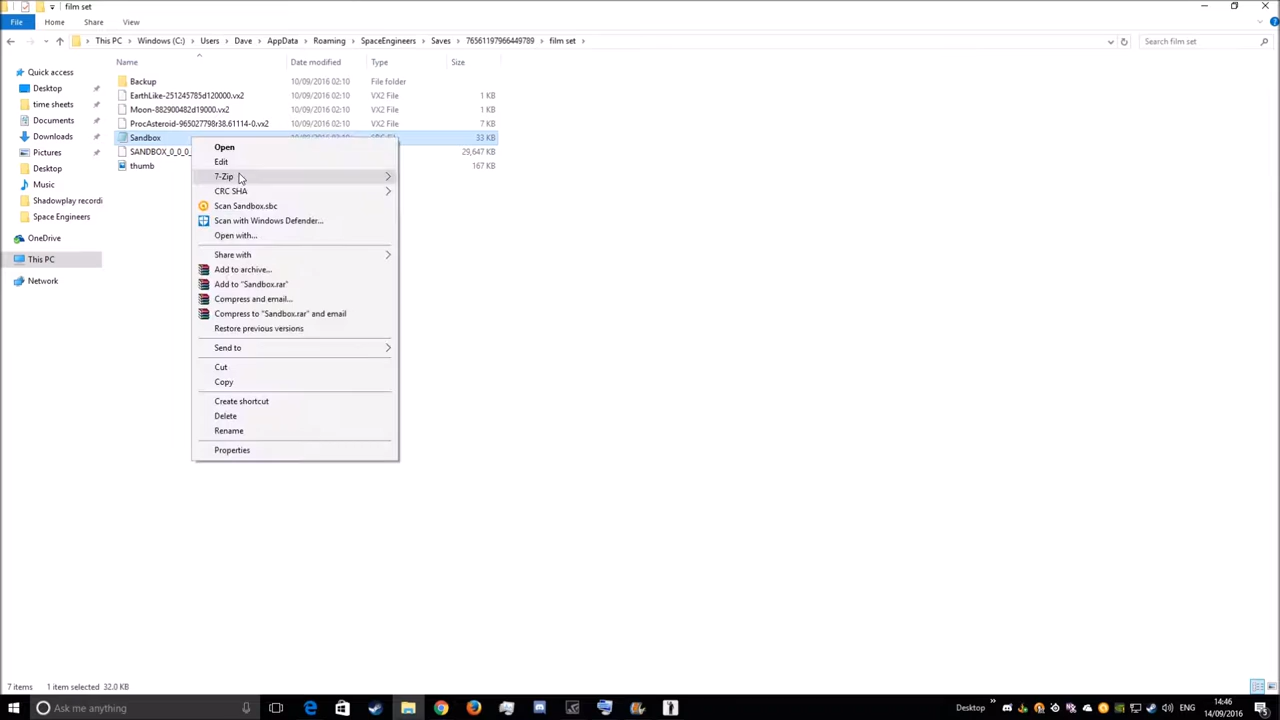 film set
File Home Share View
This PC Windows (C:) Users Dave AppData Roaming SpaceEngineers Saves 76561197966449789 film set
Search film set
Name Date modified Type Size
Quick access
Desktop
time sheets
Documents
Downloads
Pictures
Desktop
Music
Shadowplay recordi
Space Engineers
OneDrive
This PC
Network
Backup 10/09/2016 02:10 File folder
EarthLike-251245785d120000.vx2 10/09/2016 02:10 VX2 File 1 KB
Moon-882900482d19000.vx2 10/09/2016 02:10 VX2 File 1 KB
ProcAsteroid-965027798r38.61114-0.vx2 10/09/2016 02:10 VX2 File 7 KB
Sandbox 33 KB
SANDBOX_0_0_0_ 29,647 KB
thumb 167 KB
Open
Edit
7-Zip
CRC SHA
Scan Sandbox.sbc
Scan with Windows Defender...
Open with...
Share with
Add to archive...
Add to "Sandbox.rar"
Compress and email...
Compress to "Sandbox.rar" and email
Restore previous versions
Send to
Cut
Copy
Create shortcut
Delete
Rename
Properties
7 items 1 item selected 32.0 KB
Ask me anything
Desktop
ENG
14:46
14/09/2016